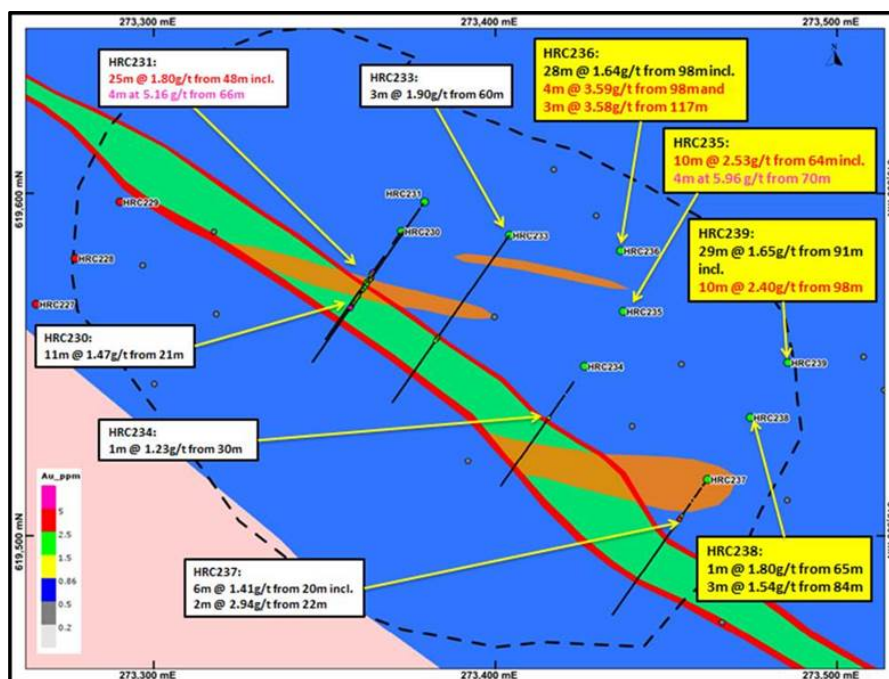 273,300 mE
273,400 mE
273,500 mE
N
HRC231:
25m @ 1.80g/t from 48m incl.
4m at 5.16 g/t from 66m
HRC233:
3m @ 1.90g/t from 60m
HRC236:
28m @ 1.64g/t from 98m incl.
4m @ 3.59g/t from 98m and
3m @ 3.58g/t from 117m
HRC235:
10m @ 2.53g/t from 64m incl.
4m at 5.96 g/t from 70m
619,600 mN
HRC229
HRC231
HRC230
HRC233
HRC236
HRC239:
29m @ 1.65g/t from 91m
incl.
10m @ 2.40g/t from 98m
HRC228
HRC227
HRC235
HRC230:
11m @ 1.47g/t from 21m
HRC234
HRC239
HRC238
HRC234:
1m @ 1.23g/t from 30m
HRC237
Au_ppm
5
2.5
1.5
0.86
0.5
0.2
619,500 mN
HRC237:
6m @ 1.41g/t from 20m incl.
2m @ 2.94g/t from 22m
HRC238:
1m @ 1.80g/t from 65m
3m @ 1.54g/t from 84m
273,300 mE
273,400 mE
273,500 mE